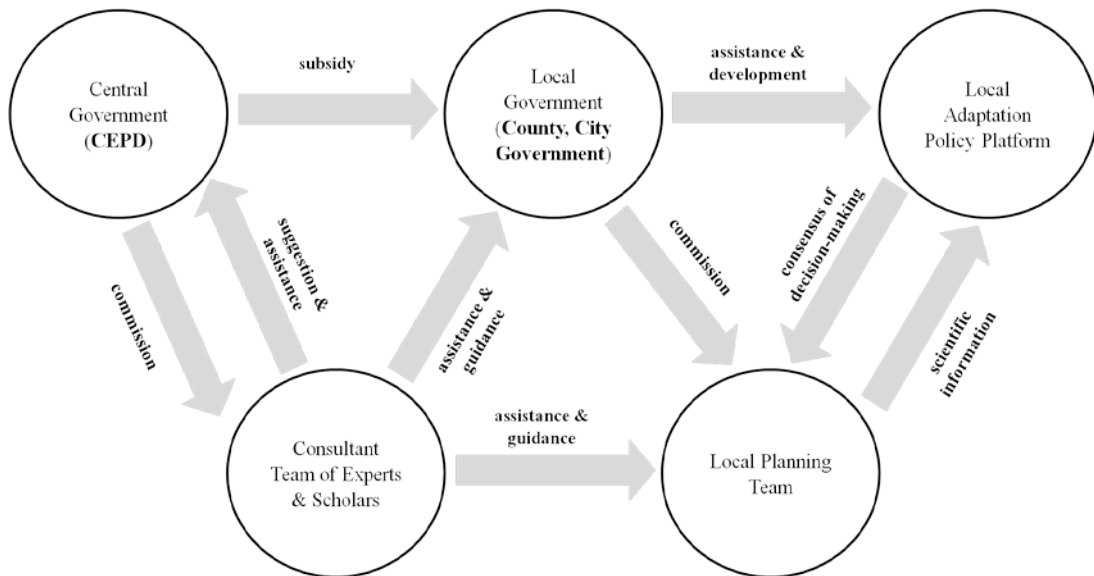 subsidy
assistance &
development
Central
Government
(CEPD)
Local
Government
(County, City
Government)
Local
Adaptation
Policy Platform
commission
suggestion &
assistance
assistance &
guidance
commission
consensus of
decision-making
scientific
information
assistance &
guidance
Consultant
Team of Experts
& Scholars
Local Planning
Team